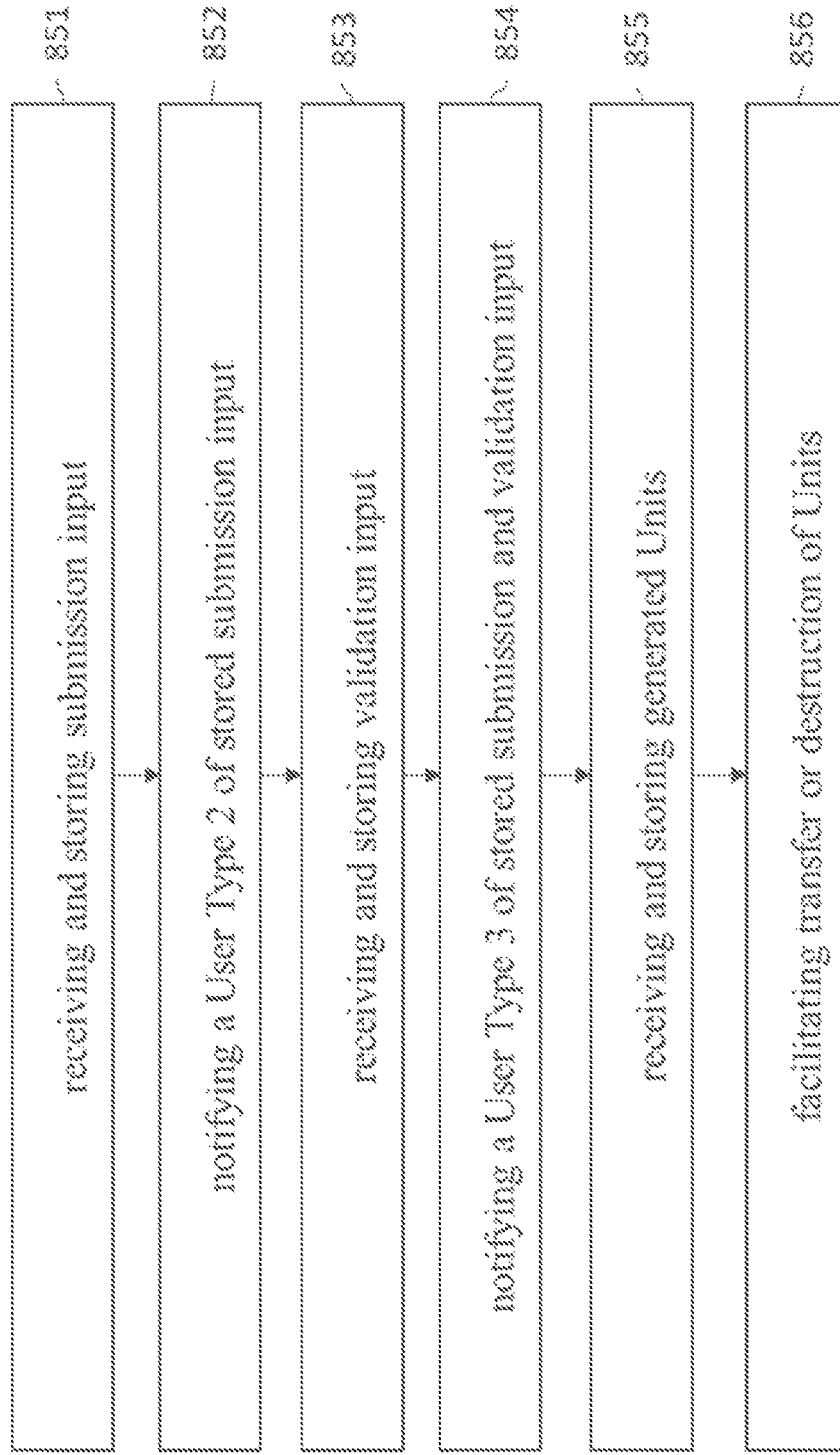 receiving and storing submission input
851
notifying a User Type 2 of stored submission input
852
receiving and storing validation input
853
notifying a User Type 3 of stored submission and validation input
854
receiving and storing generated Units
855
facilitating transfer or destruction of Units
856